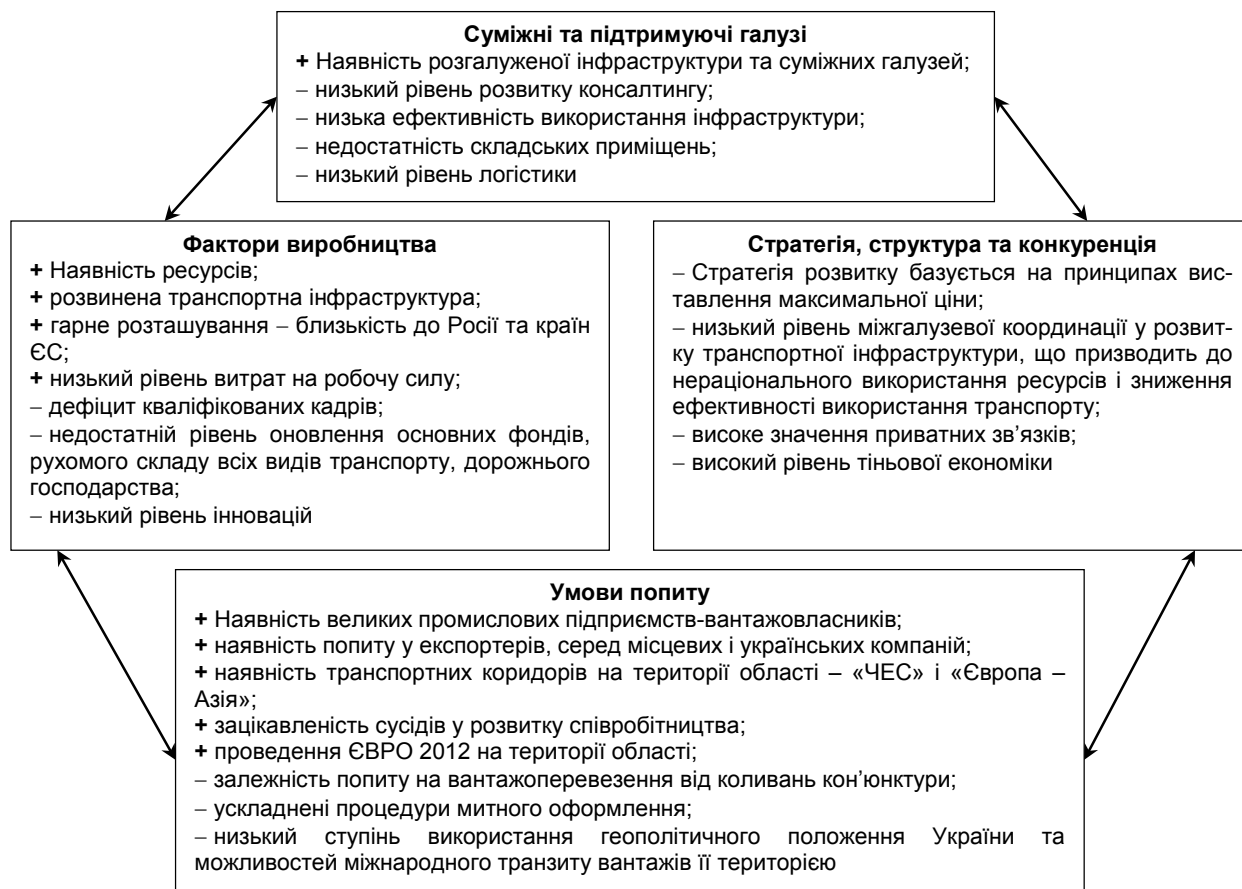 Суміжні та підтримуючі галузі
+ Наявність розгалуженої інфраструктури та суміжних галузей;
– низький рівень розвитку консалтингу;
– низька ефективність використання інфраструктури;
– недостатність складських приміщень;
– низький рівень логістики
Фактори виробництва
+ Наявність ресурсів;
+ розвинена транспортна інфраструктура;
+ гарне розташування – близькість до Росії та країн
ЄС;
+ низький рівень витрат на робочу силу;
– дефіцит кваліфікованих кадрів;
– недостатній рівень оновлення основних фондів,
рухомого складу всіх видів транспорту, дорожнього
господарства;
– низький рівень інновацій
Стратегія, структура та конкуренція
– Стратегія розвитку базується на принципах вис-
тавлення максимальної ціни;
– низький рівень міжгалузевої координації у розвит-
ку транспортної інфраструктури, що призводить до
нераціонального використання ресурсів і зниження
ефективності використання транспорту;
– високе значення приватних зв’язків;
– високий рівень тіньової економіки
Умови попиту
+ Наявність великих промислових підприємств-вантажовласників;
+ наявність попиту у експортерів, серед місцевих і українських компаній;
+ наявність транспортних коридорів на території області – «ЧЕС» і «Європа –
Азія»;
+ зацікавленість сусідів у розвитку співробітництва;
+ проведення ЄВРО 2012 на території області;
– залежність попиту на вантажоперевезення від коливань кон’юнктури;
– ускладнені процедури митного оформлення;
– низький ступінь використання геополітичного положення України та
можливостей міжнародного транзиту вантажів її територією